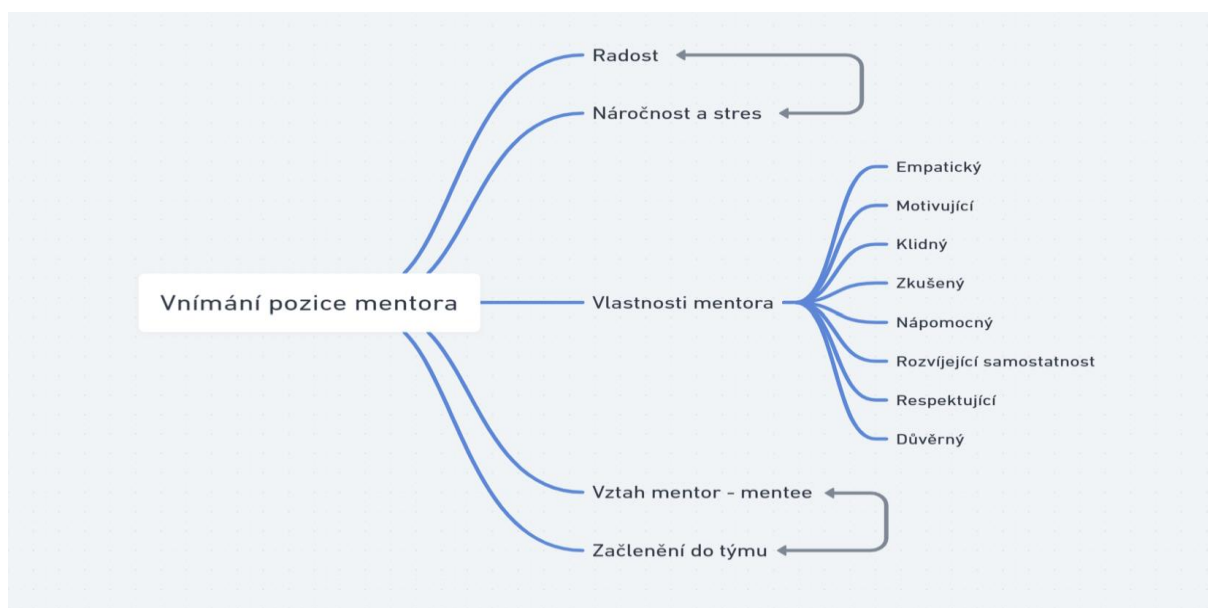 Radost
Náročnost a stres
Empatický
Motivující
Klidný
Zkušený
Vnímání pozice mentora
Vlastnosti mentora
Nápomocný
Rozvíjející samostatnost
Respektující
Důvěrný
Vztah mentor - mentee
Začlenění do týmu